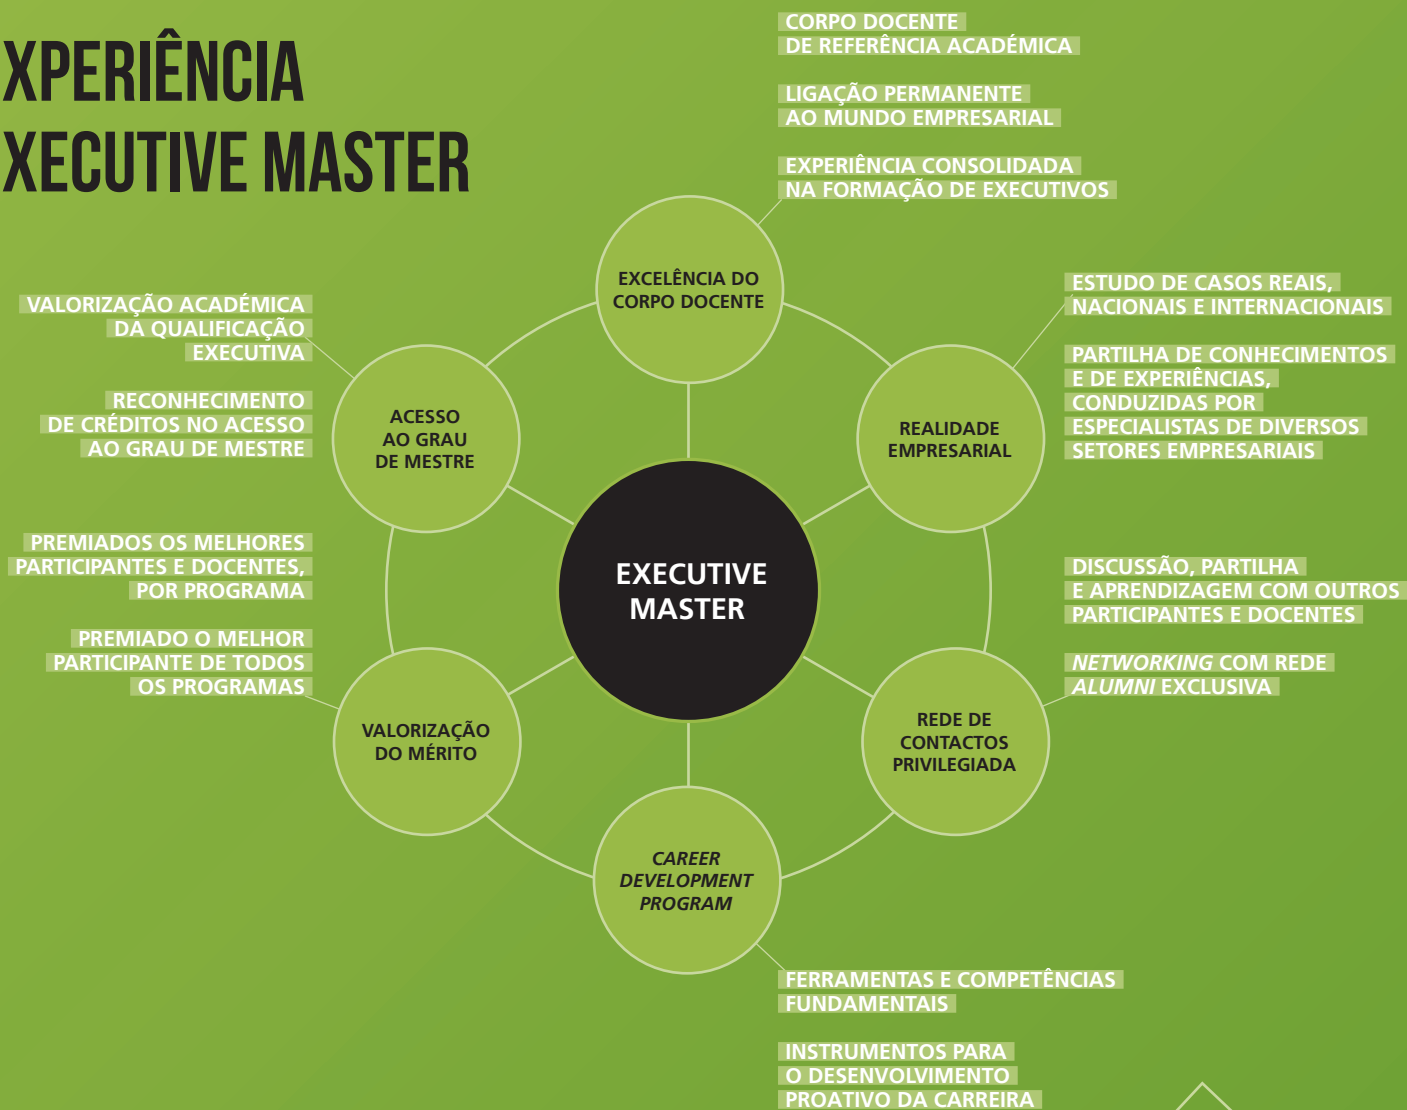 XPERIÊNCIA
XECUTIVE MASTER
CORPO DOCENTE
DE REFERÊNCIA ACADÉMICA
LIGAÇÃO PERMANENTE
AO MUNDO EMPRESARIAL
EXPERIÊNCIA CONSOLIDADA
NA FORMAÇÃO DE EXECUTIVOS
EXCELÊNCIA DO
CORPO DOCENTE
ESTUDO DE CASOS REAIS,
NACIONAIS E INTERNACIONAIS
PARTILHA DE CONHECIMENTOS
E DE EXPERIÊNCIAS,
CONDUZIDAS POR
ESPECIALISTAS DE DIVERSOS
SETORES EMPRESARIAIS
REALIDADE
EMPRESARIAL
VALORIZAÇÃO ACADÉMICA
DA QUALIFICAÇÃO
EXECUTIVA
RECONHECIMENTO
DE CRÉDITOS NO ACESSO
AO GRAU DE MESTRE
ACESSO
AO GRAU
DE MESTRE
EXECUTIVE
MASTER
PREMIADOS OS MELHORES
PARTICIPANTES E DOCENTES,
POR PROGRAMA
PREMIADO O MELHOR
PARTICIPANTE DE TODOS
OS PROGRAMAS
VALORIZAÇÃO
DO MÉRITO
DISCUSSÃO, PARTILHA
E APRENDIZAGEM COM OUTROS
PARTICIPANTES E DOCENTES
NETWORKING COM REDE
ALUMNI EXCLUSIVA
REDE DE
CONTACTOS
PRIVILEGIADA
CAREER
DEVELOPMENT
PROGRAM
FERRAMENTAS E COMPETÊNCIAS
FUNDAMENTAIS
INSTRUMENTOS PARA
O DESENVOLVIMENTO
PROATIVO DA CARREIRA